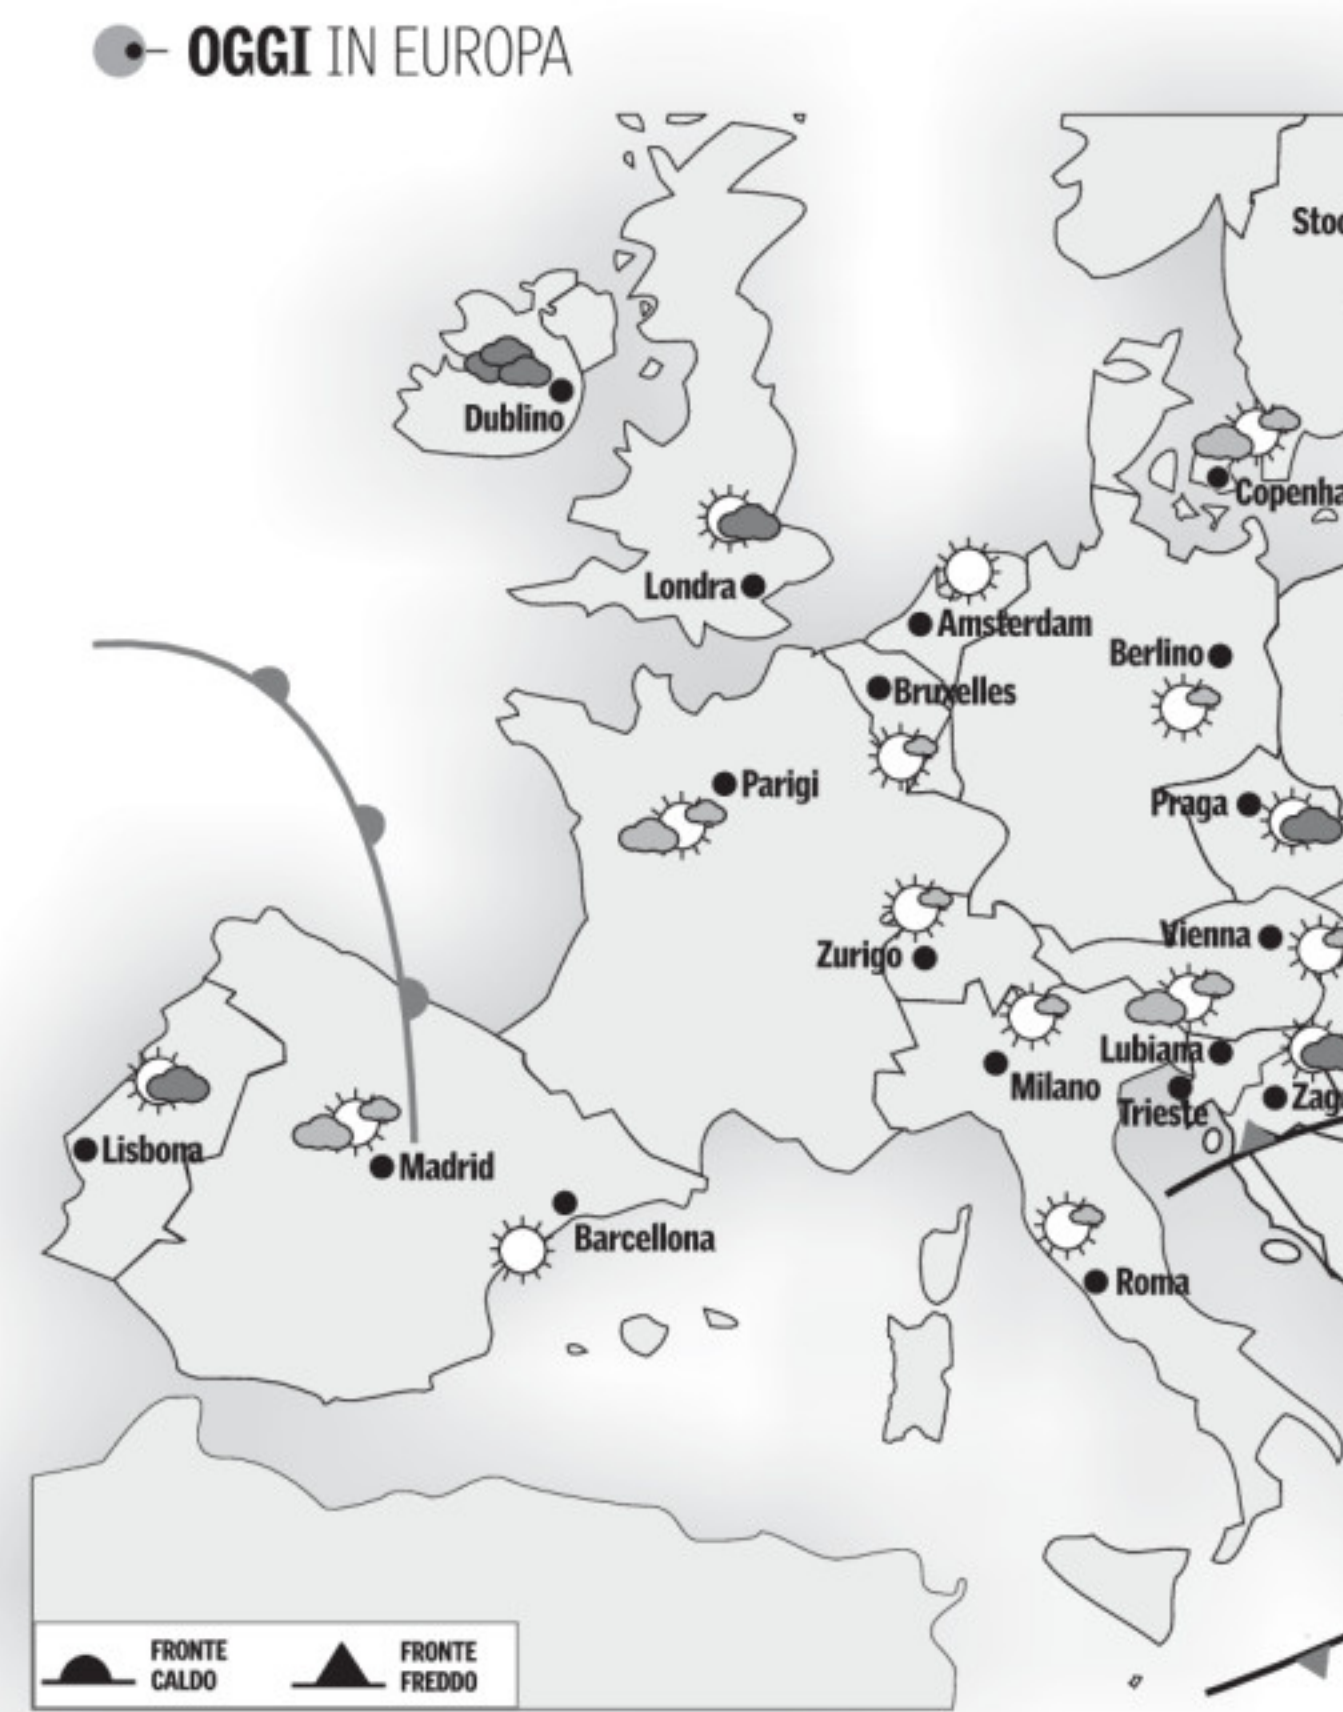 OGGI IN EUROPA
Dublino
Londra
Amsterdam
Berlino
Bruxelles
Parigi
Praga
Vienna
Zurigo
Lubiana
Milano
Trieste
Lisbona
Madrid
Barcellona
Roma
FRONTE
CALDO
FRONTE
FREDDO